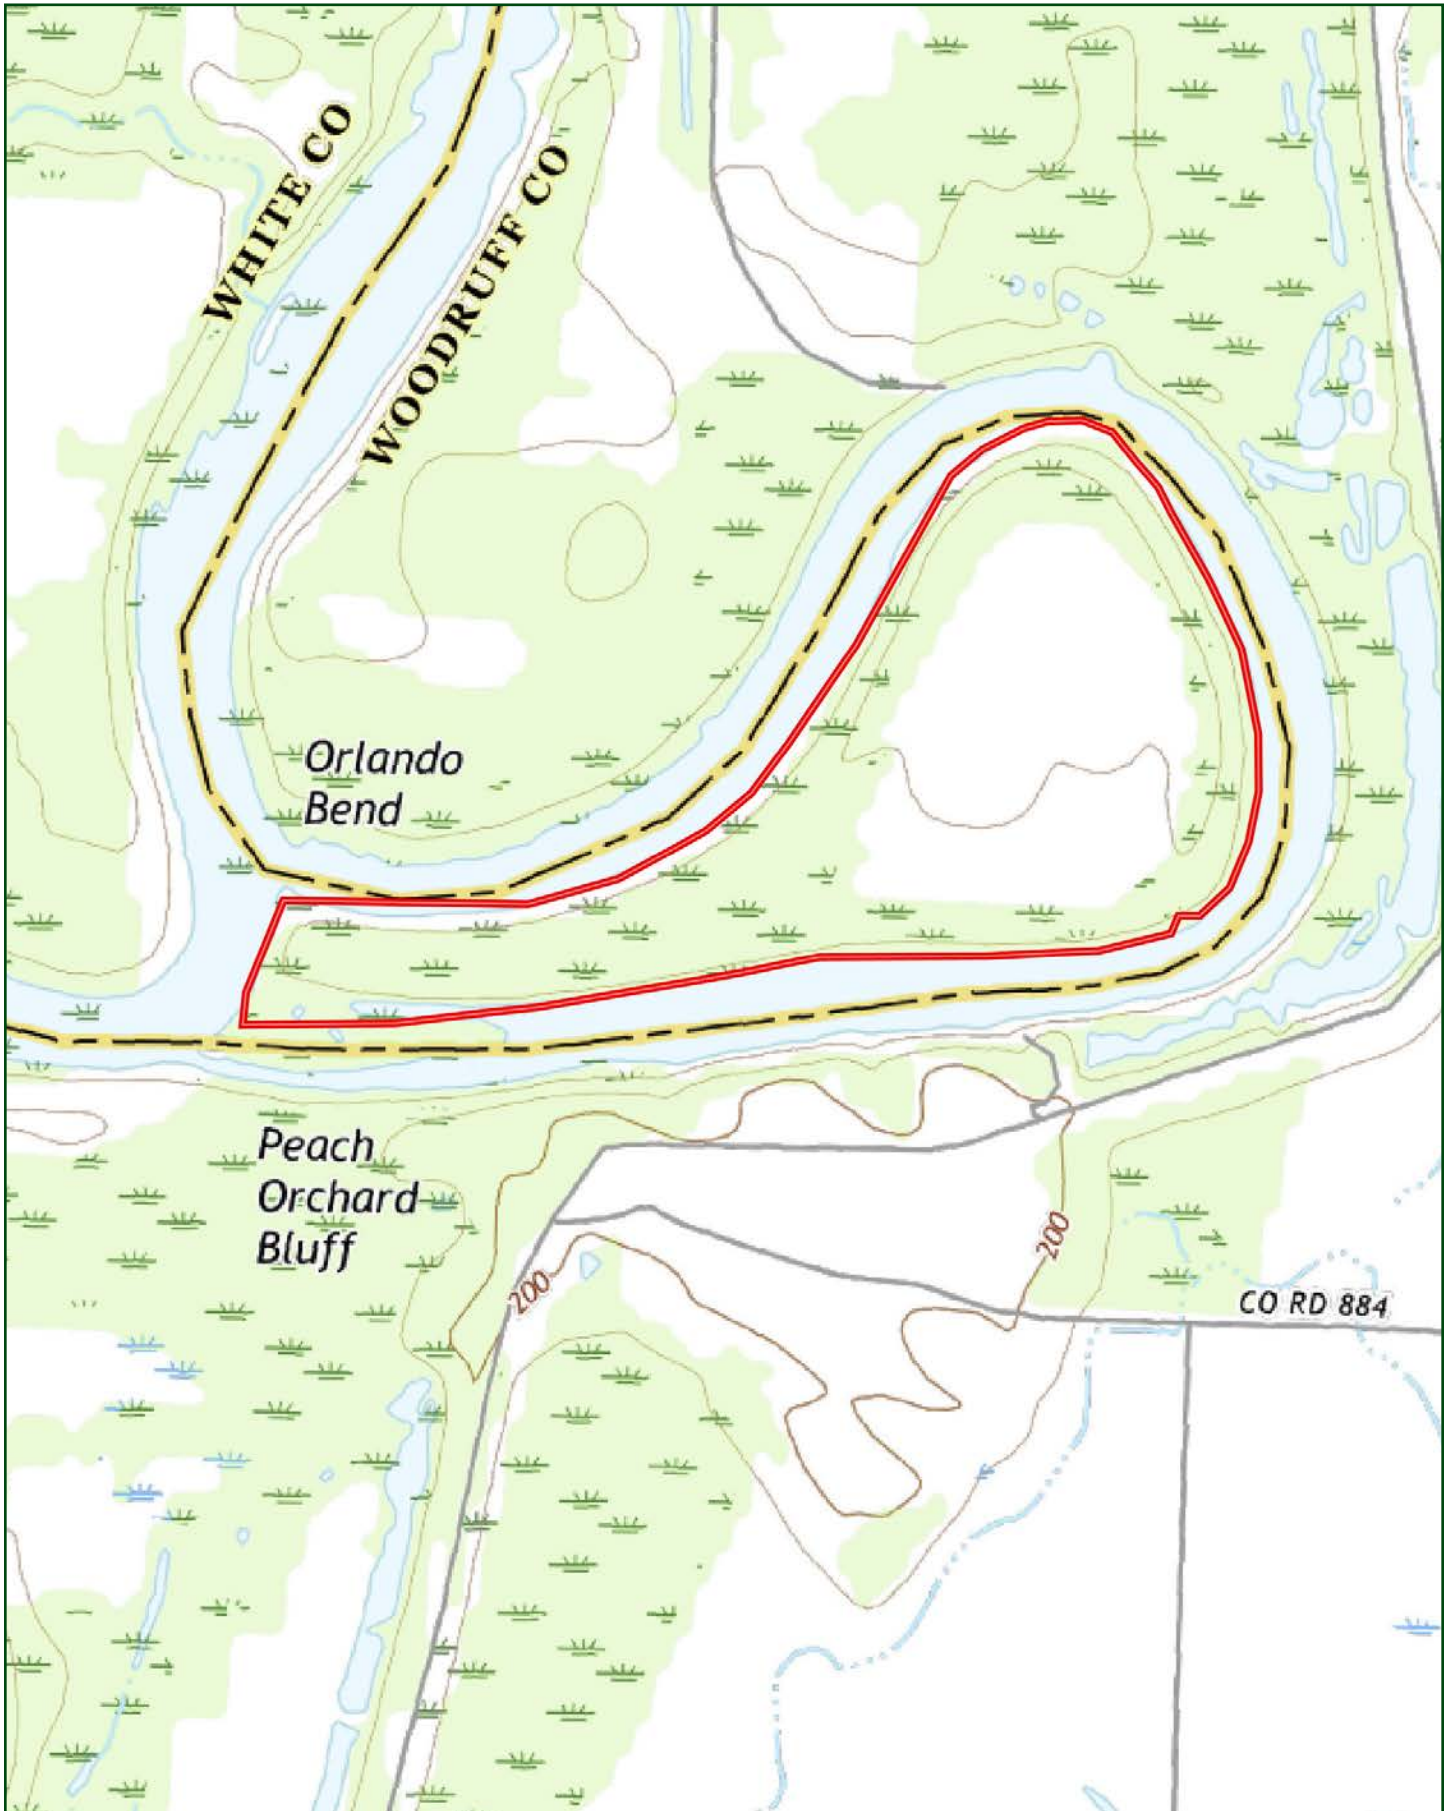 WHITE CO
WOODRUFF CO
Orlando
Bend
Peach
Orchard
Bluff
200
200
CO RD 884